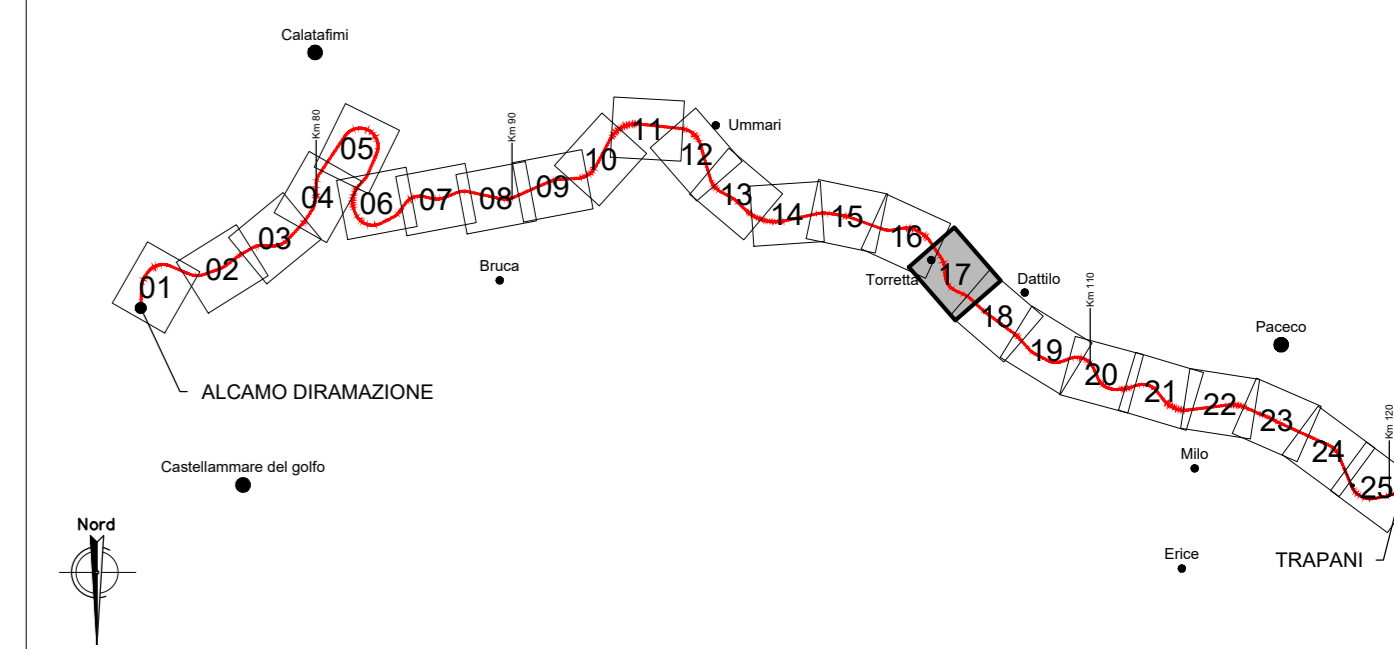 Calatafimi
Km 80
Km 90
Ummari
01
02
03
04
05
06
07
08
09
10
11
12
13
14
15
16
17
18
19
20
21
22
23
24
25
Bruca
Torretta
Dattilo
Km 110
Paceco
Km 120
ALCAMO DIRAMAZIONE
Castellammare del golfo
Milo
Nord
Erice
TRAPANI